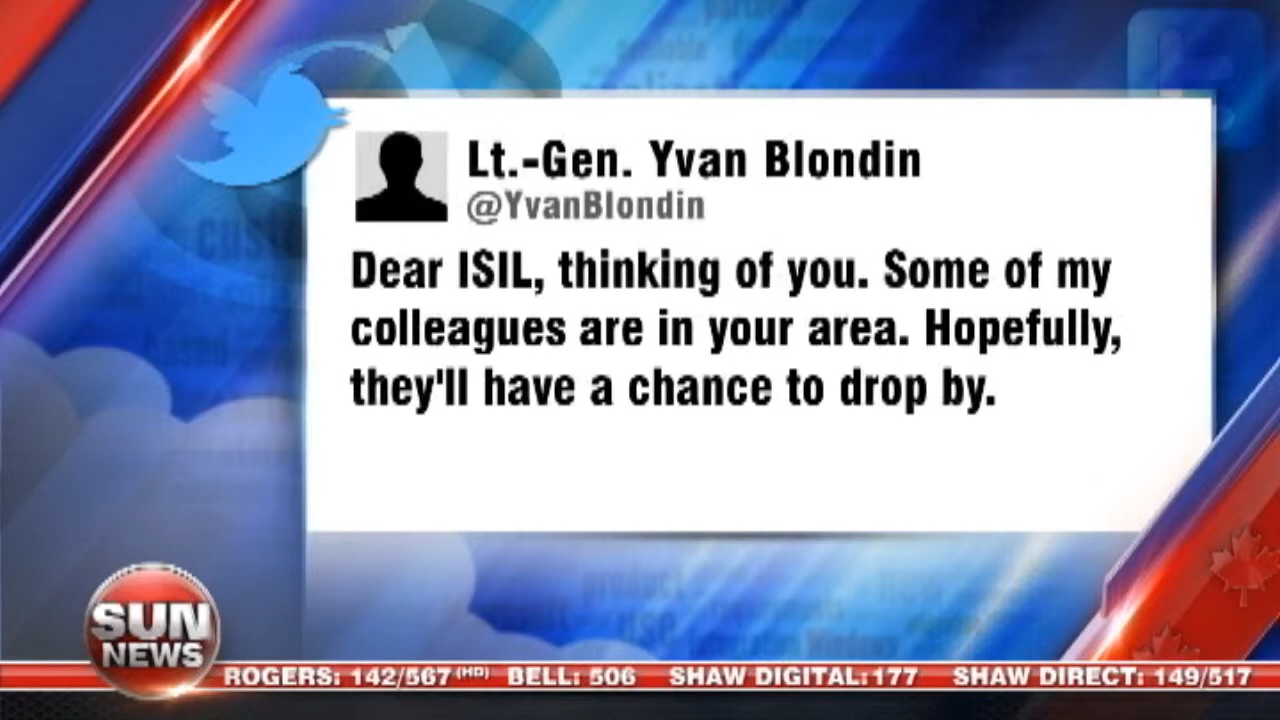 Lt.-Gen. Yvan Blondin
@YvanBlondin
Dear ISIL, thinking of you. Some of my
colleagues are in your area. Hopefully,
they'll have a chance to drop by.
SUN
NEWS
ROGERS: 142/567 (HD) BELL: 506 SHAW DIGITAL: 177 SHAW DIRECT: 149/517